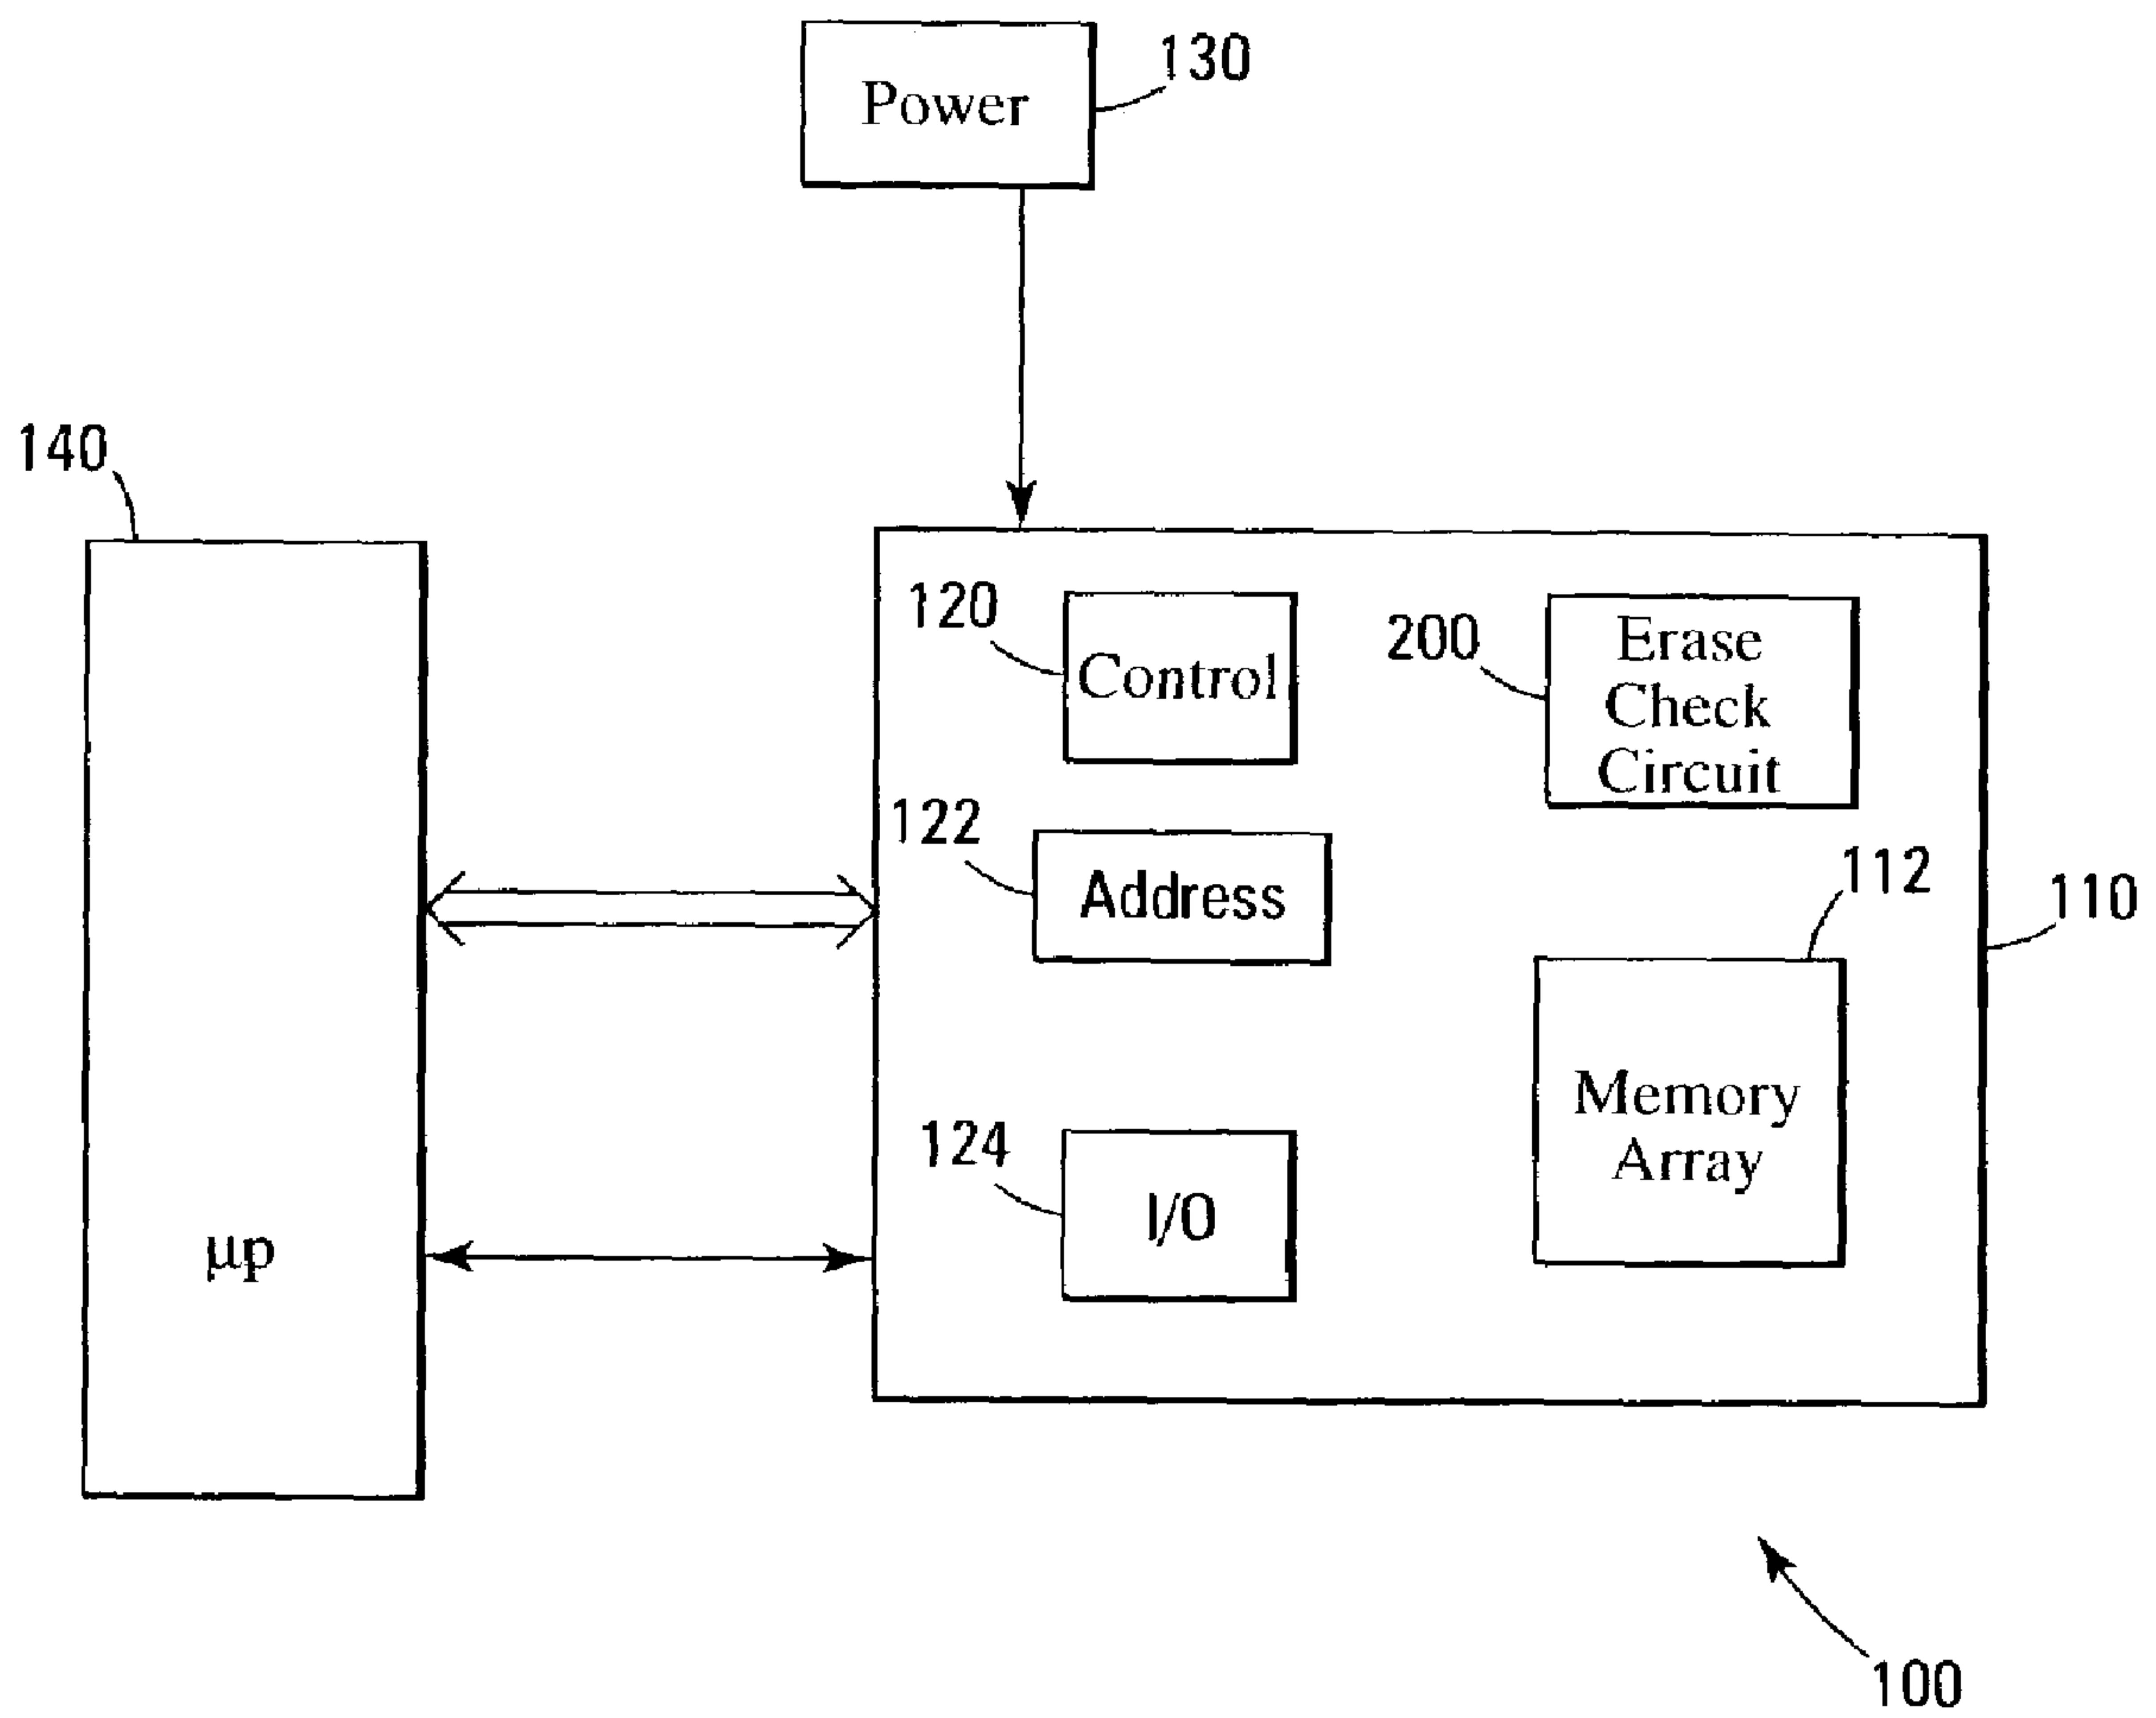 Power
130
140
120
Control
200
Erase
Check
Circuit
122
Address
112
110
Memory
Array
124
I/O
µp
100